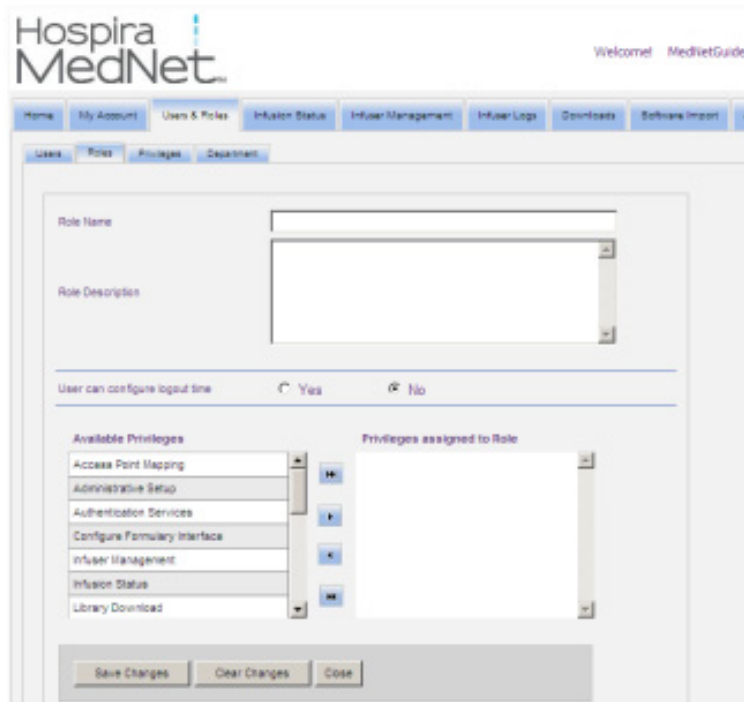 Hospira
MedNet™
Welcome! MedNetGuide
Home My Account Users & Roles Infusion Status Infuser Management Infuser Logs Downloads Software Import
Users Roles Privileges Department
Role Name
Role Description
User can configure logout time Yes No
Available Privileges Privileges assigned to Role
Access Point Mapping
Administrative Setup
Authentication Services
Configure Formulary Interface
Infuser Management
Infusion Status
Library Download
Save Changes Clear Changes Close